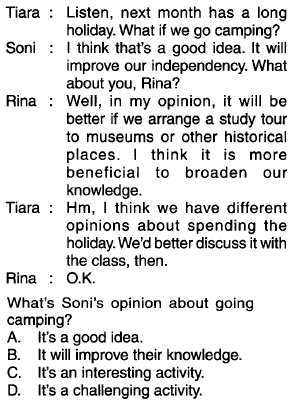 Tiara : Listen, next month has a long
holiday. What if we go camping?
Soni : I think that's a good idea. It will
improve our independency. What
about you, Rina?
Rina : Well, in my opinion, it will be
better if we arrange a study tour
to museums or other historical
places. I think it is more
beneficial to broaden our
knowledge.
Tiara : Hm, I think we have different
opinions about spending the
holiday. We'd better discuss it with
the class, then.
Rina : O.K.
What's Soni's opinion about going
camping?
A. It's a good idea.
B. It will improve their knowledge.
C. It's an interesting activity.
D. It's a challenging activity.